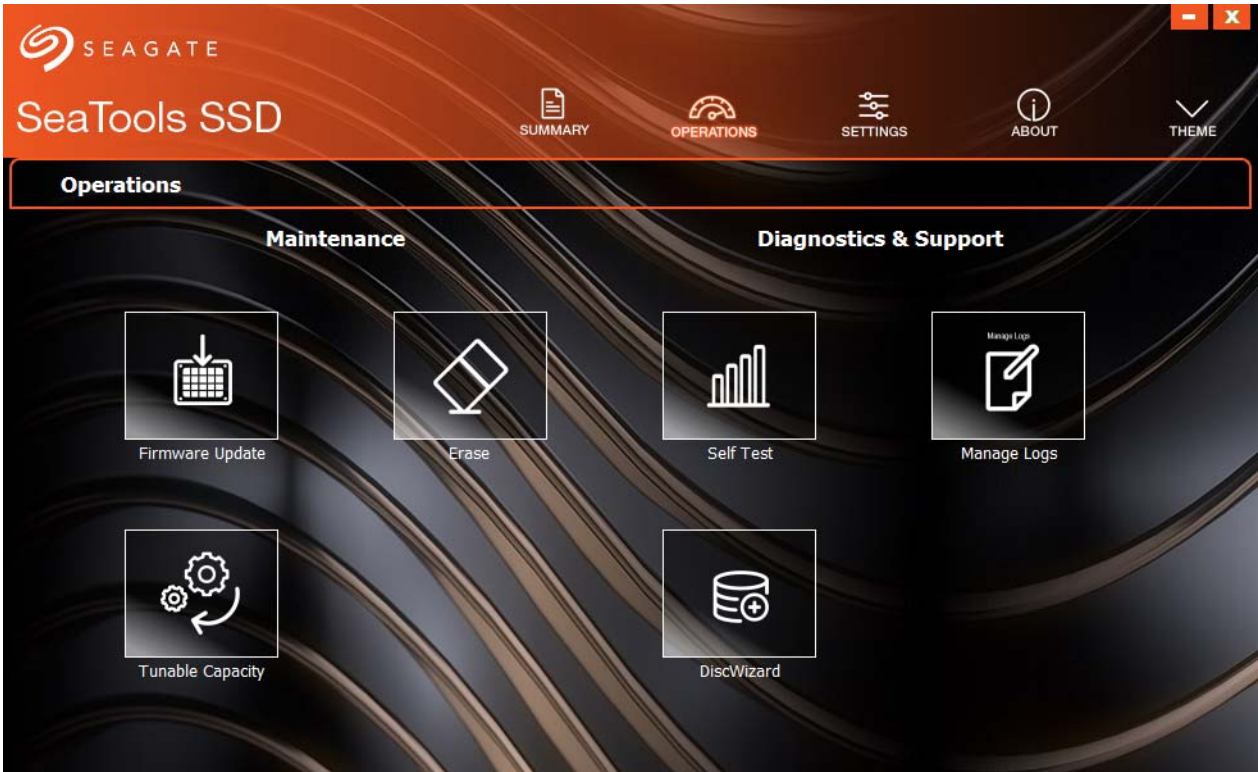 SEAGATE
SeaTools SSD
SUMMARY
OPERATIONS
SETTINGS
ABOUT
THEME
Operations
Maintenance
Diagnostics & Support
Manage Logs
Firmware Update
Erase
Self Test
Manage Logs
Tunable Capacity
DiscWizard